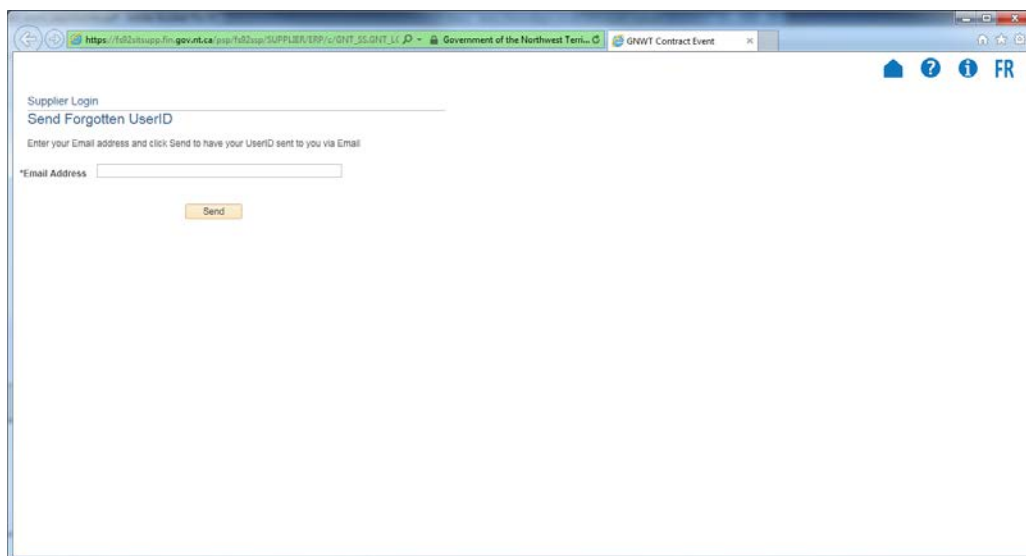 https://fs92sitsupp.fin.gov.nt.ca/psp/fs92ssp/SUPPLIER/ERP/c/GNT_SS.GNT_L Government of the Northwest Terri... GNWT Contract Event
FR
Supplier Login
Send Forgotten UserID
Enter your Email address and click Send to have your UserID sent to you via Email
*Email Address
Send